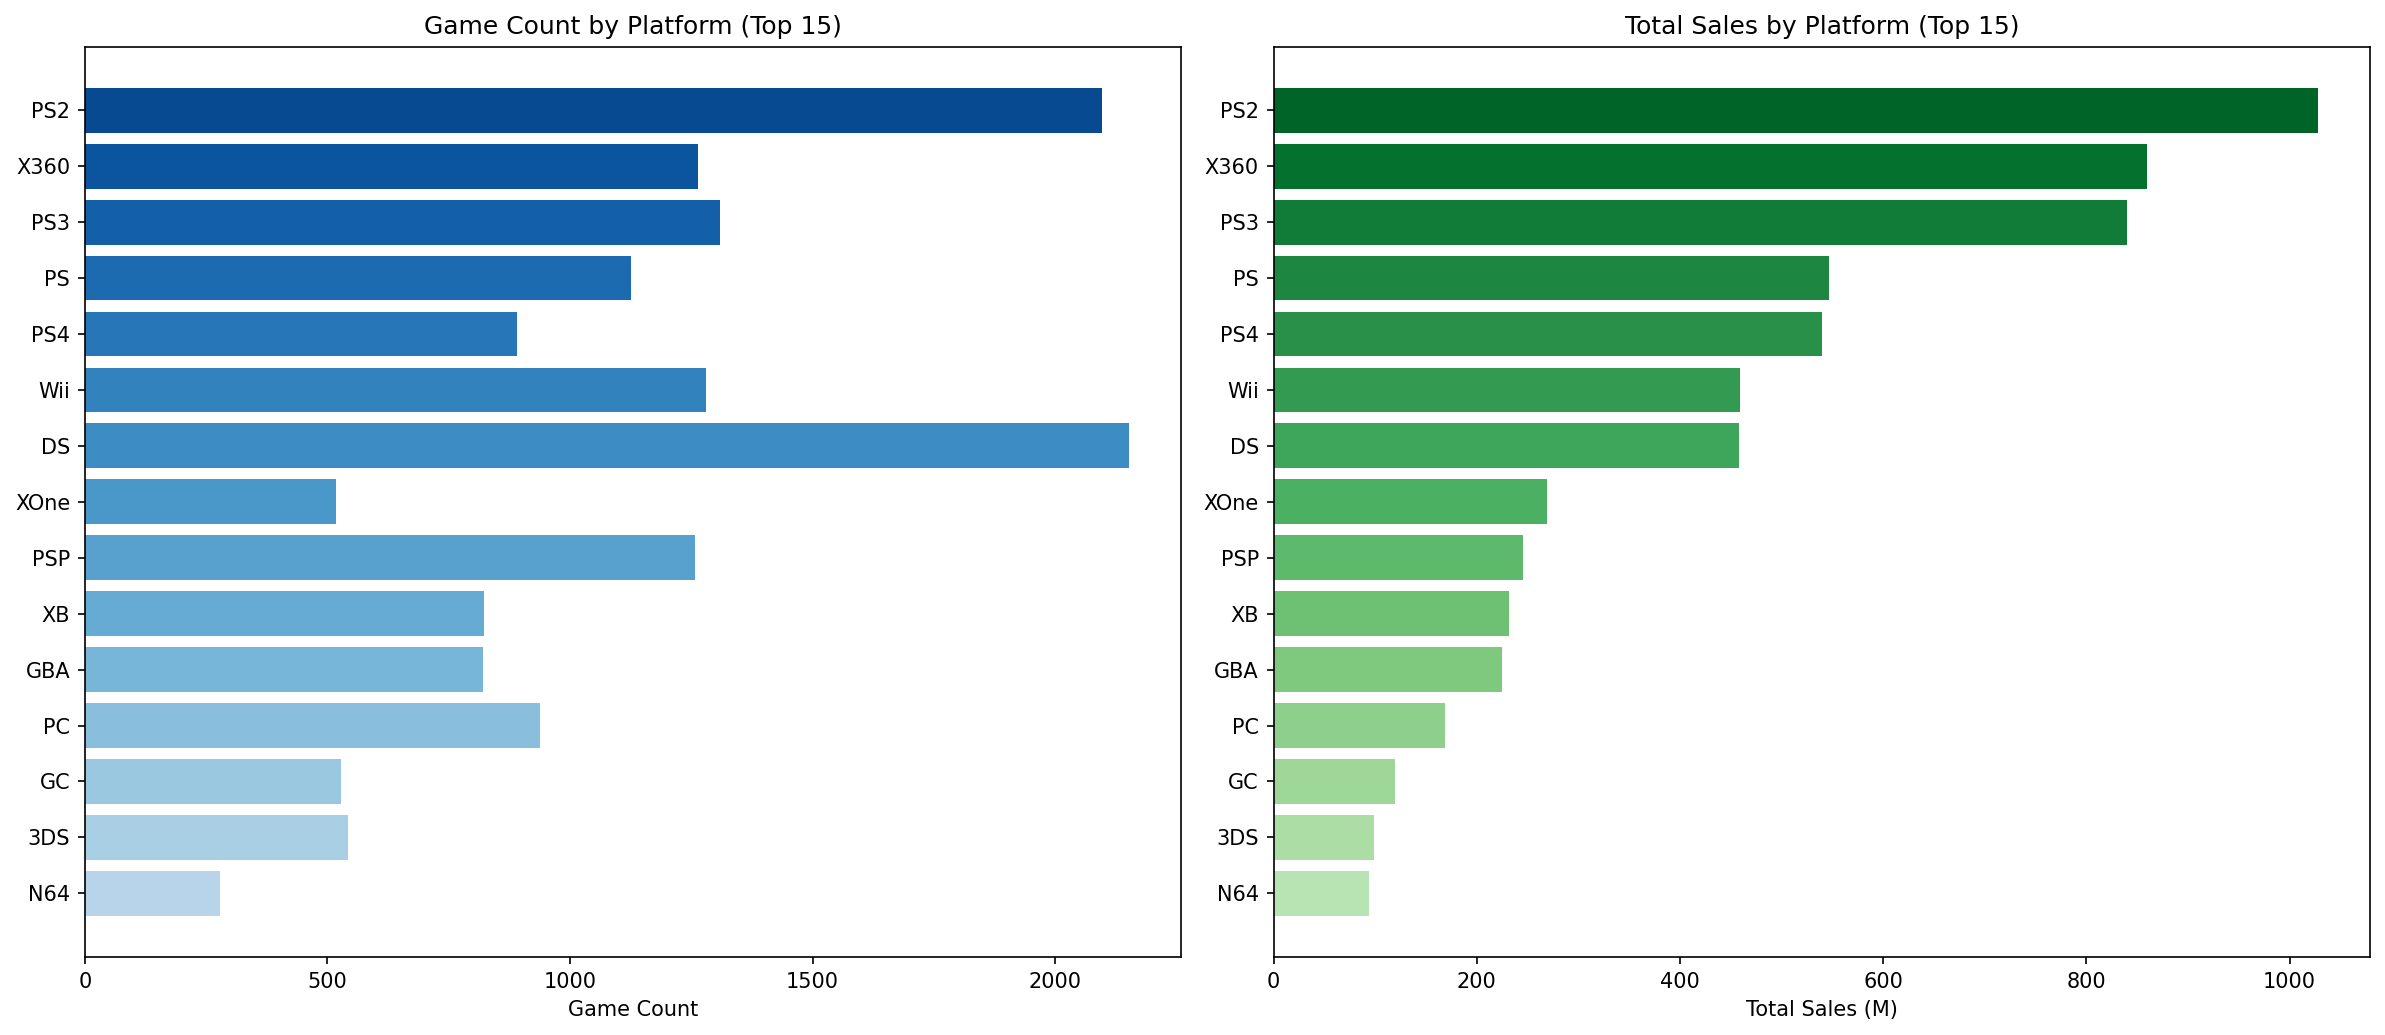 Game Count by Platform (Top 15)
PS2
X360
PS3
PS
PS4
Wii
DS
XOne
PSP
XB
GBA
PC
GC
3DS
N64
0 500 1000 1500 2000
Game Count
Total Sales by Platform (Top 15)
PS2
X360
PS3
PS
PS4
Wii
DS
XOne
PSP
XB
GBA
PC
GC
3DS
N64
0 200 400 600 800 1000
Total Sales (M)